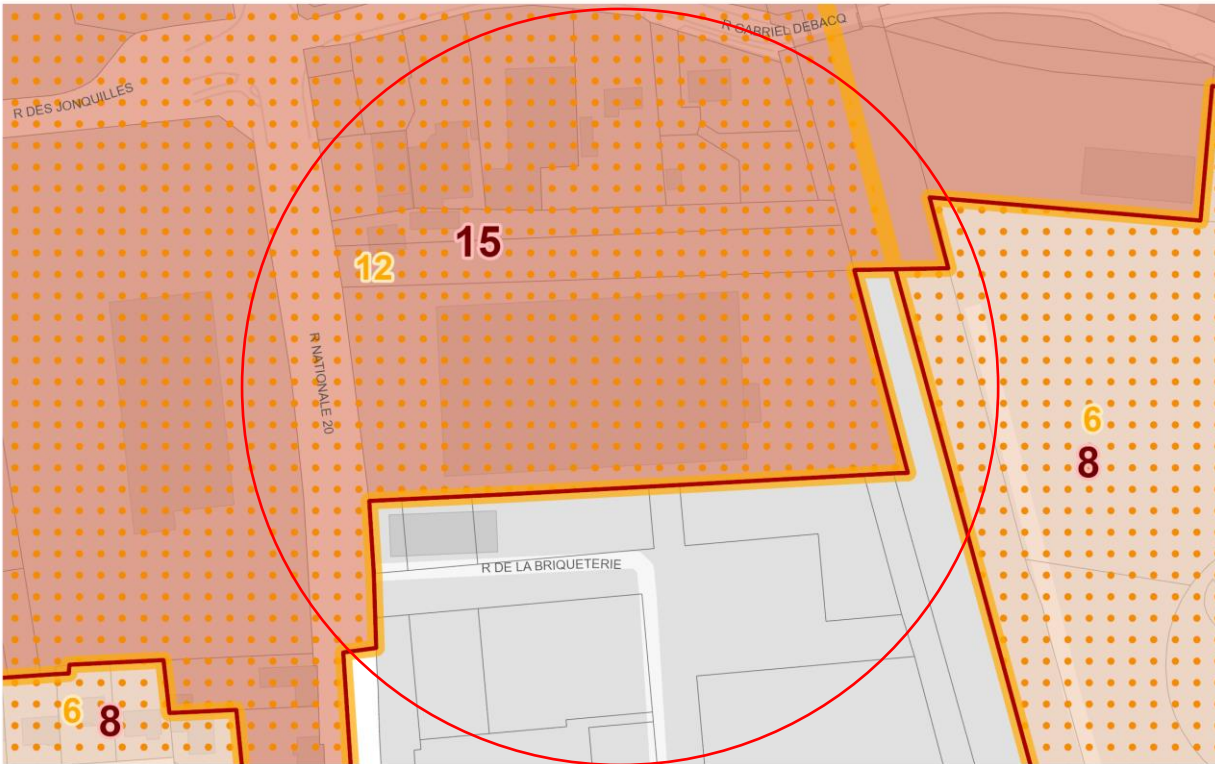 R GABRIEL DEBACQ
R DES JONQUILLES
15
12
R NATIONALE 20
6
8
R DE LA BRIQUETERIE
6
8